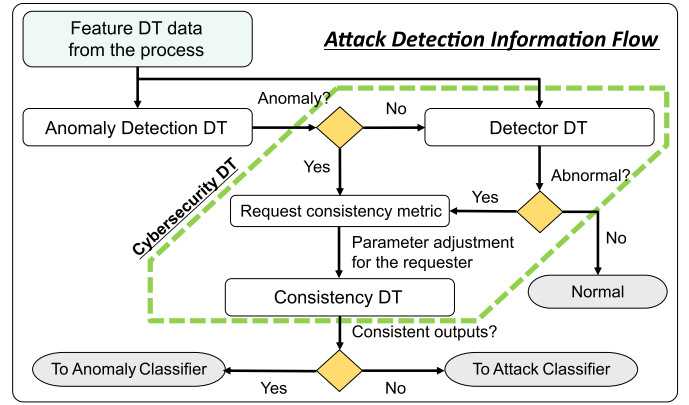 Feature DT data
from the process
Attack Detection Information Flow
Anomaly?
No
Anomaly Detection DT
Detector DT
Yes
Abnormal?
Cybersecurity DT
Request consistency metric
Yes
No
Parameter adjustment
for the requester
Consistency DT
Normal
Consistent outputs?
To Anomaly Classifier
Yes
No
To Attack Classifier